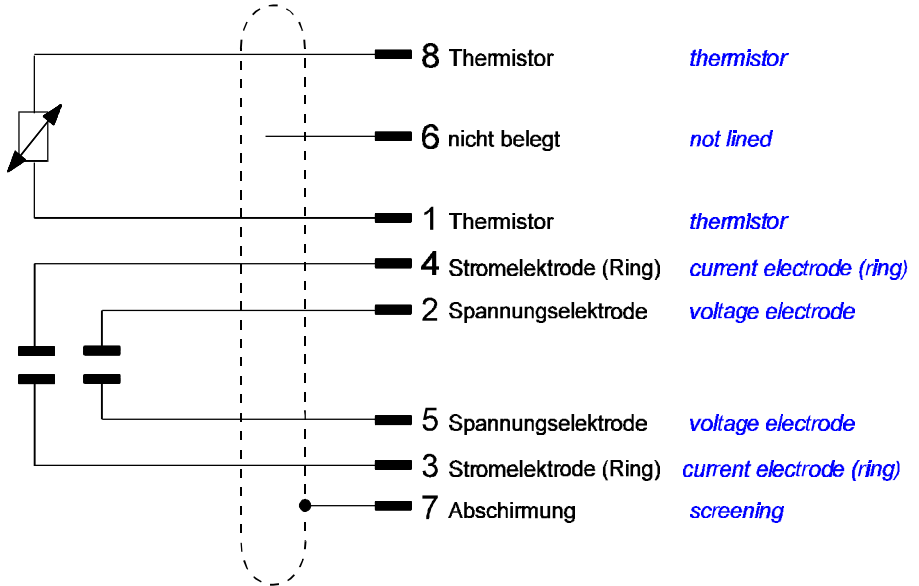 8 Thermistor thermistor
6 nicht belegt not lined
1 Thermistor thermistor
4 Stromelektrode (Ring) current electrode (ring)
2 Spannungselektrode voltage electrode
5 Spannungselektrode voltage electrode
3 Stromelektrode (Ring) current electrode (ring)
7 Abschirmung screening